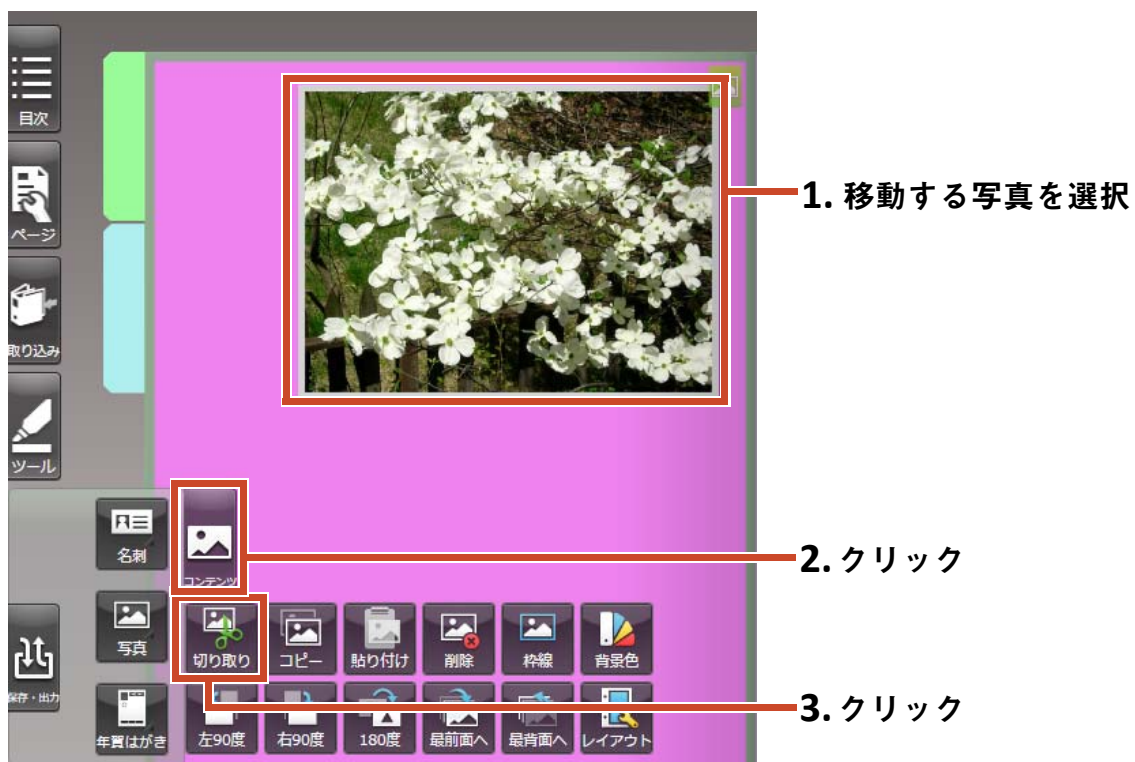 目次
ページ
取り込み
ツール
保存・出力
名刺
写真
年賀はがき
コンテンツ
切り取り
コピー
貼り付け
削除
枠線
背景色
左90度
右90度
180度
最前面へ
最背面へ
レイアウト
1. 移動する写真を選択
2. クリック
3. クリック